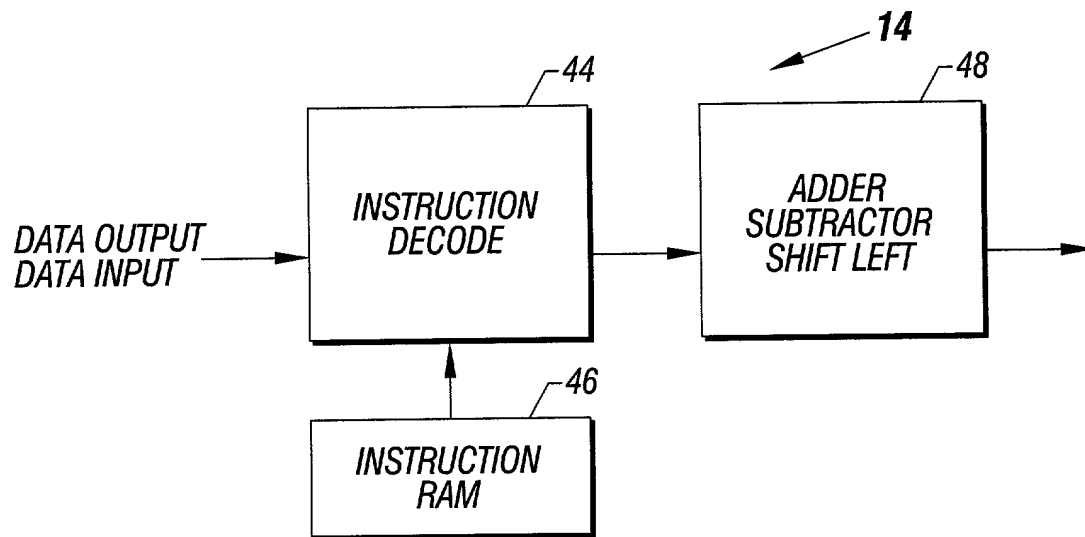 14
44
48
INSTRUCTION
DECODE
ADDER
SUBTRACTOR
SHIFT LEFT
DATA OUTPUT
DATA INPUT
46
INSTRUCTION
RAM